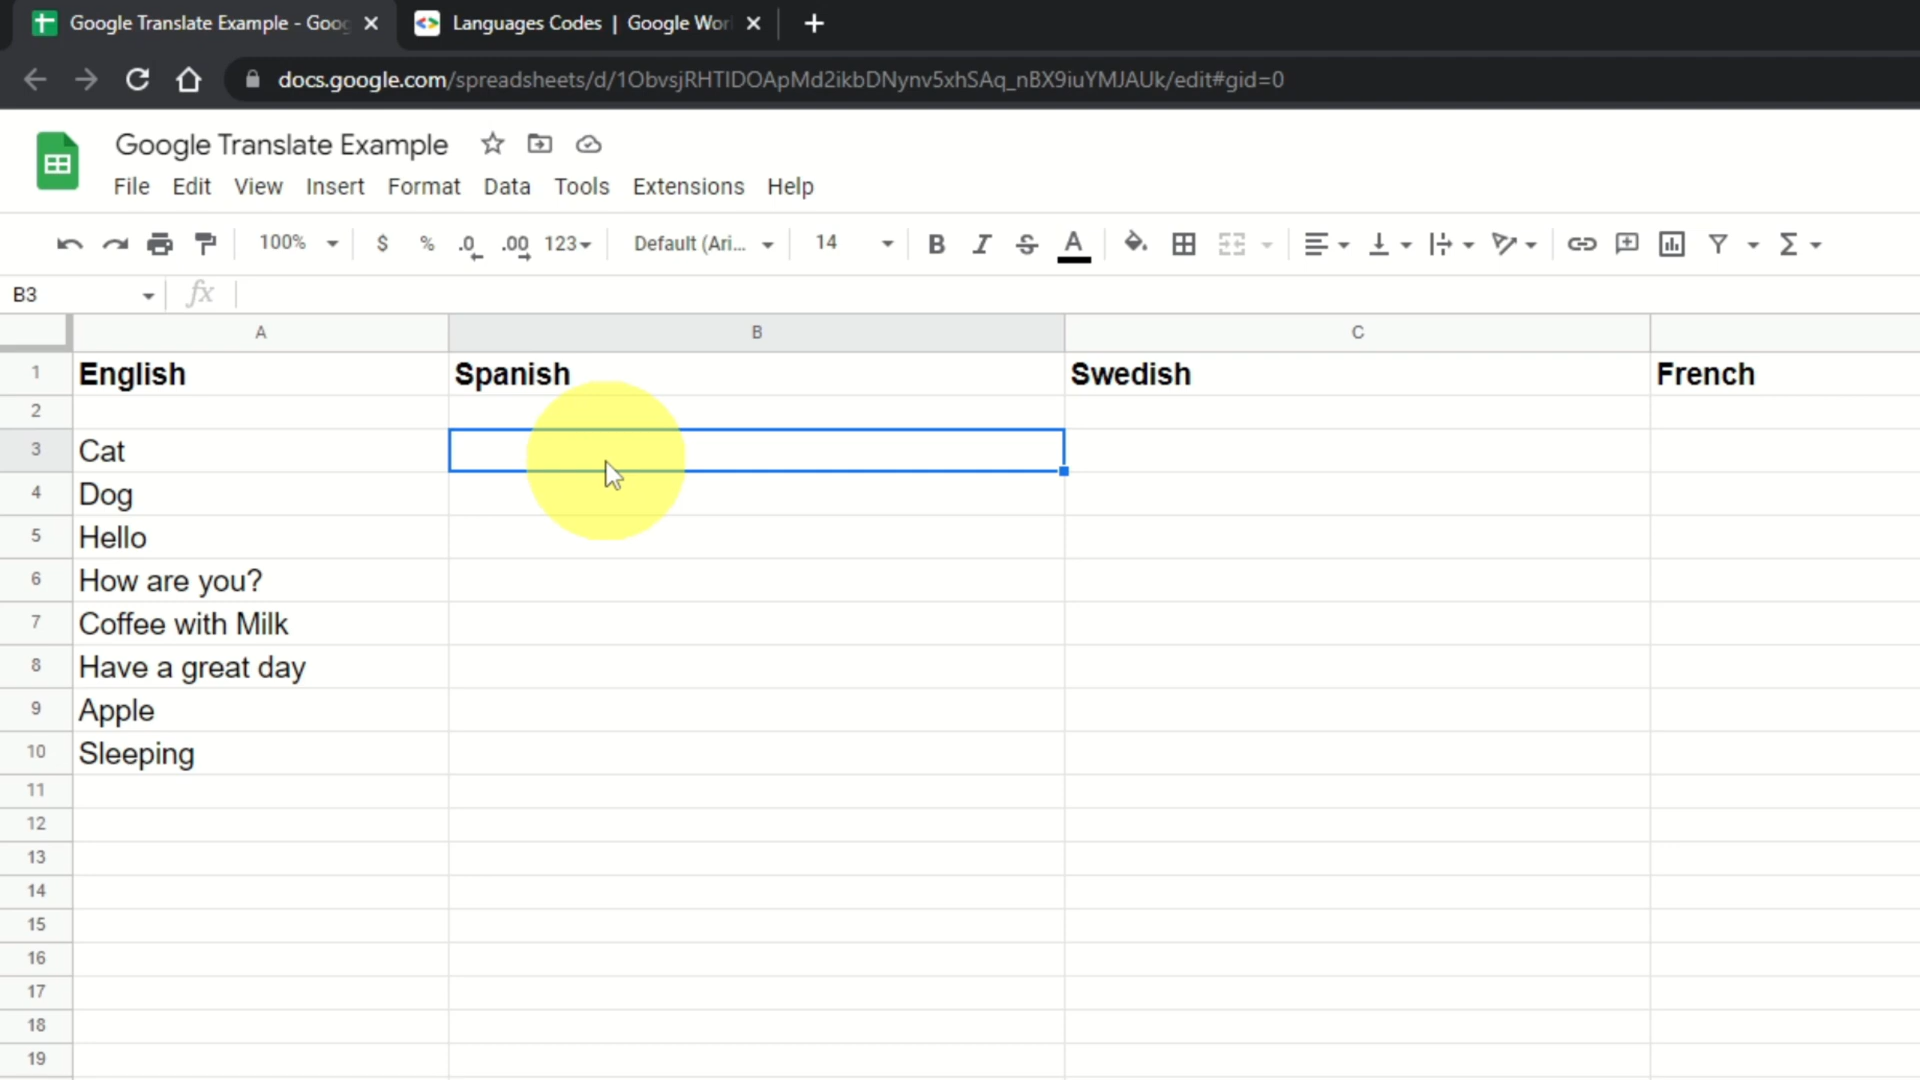 Google Translate Example - Goog
Languages Codes | Google Wor
docs.google.com/spreadsheets/d/1ObvsjRHTIDOApMd2ikbDNynv5xhSAq_nBX9iuYMJAUk/edit#gid=0
Google Translate Example
File Edit View Insert Format Data Tools Extensions Help
100% $ % .0 .00 123 Default (Ari... 14 B I S A
B3 fx
A B C
1 English Spanish Swedish French
2
3 Cat
4 Dog
5 Hello
6 How are you?
7 Coffee with Milk
8 Have a great day
9 Apple
10 Sleeping
11
12
13
14
15
16
17
18
19